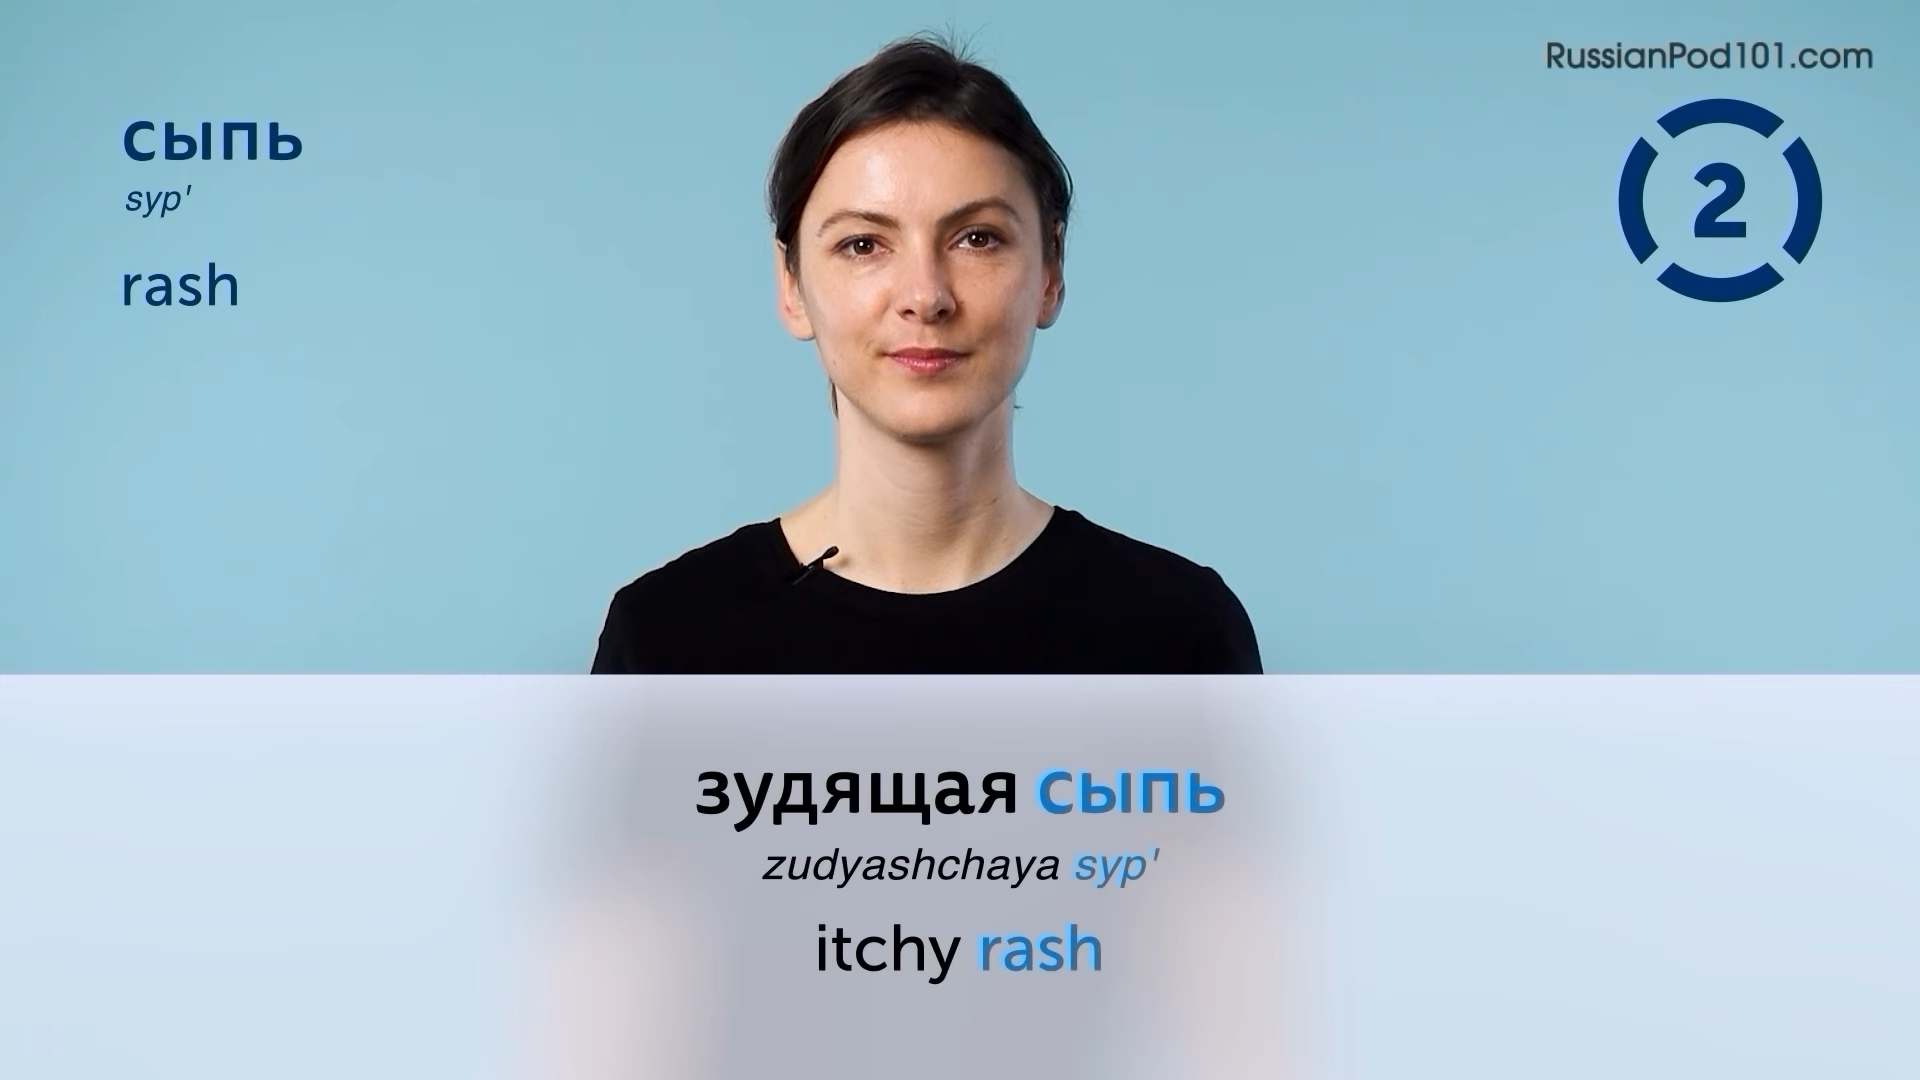 RussianPod101.com
сыпь
syp'
rash
2
зудящая сыпь
zudyashchaya syp'
itchy rash